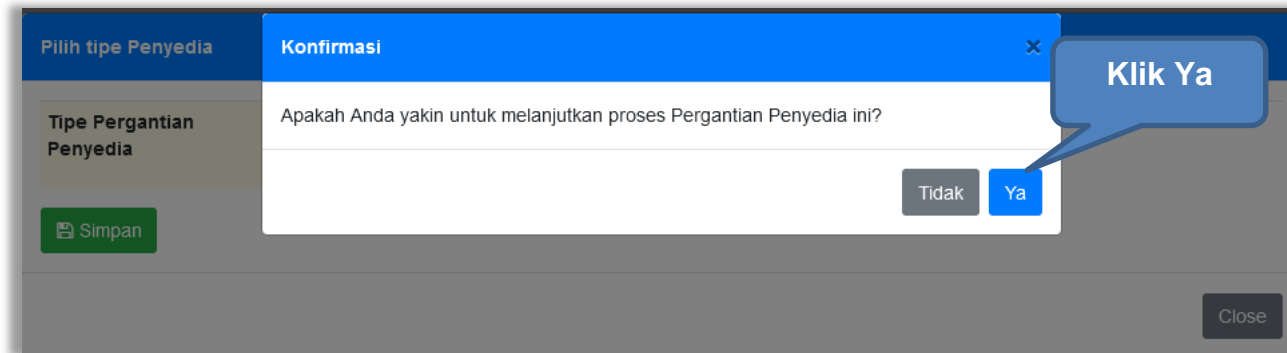 Pilih tipe Penyedia
Konfirmasi
×
Klik Ya
Tipe Pergantian
Penyedia
Apakah Anda yakin untuk melanjutkan proses Pergantian Penyedia ini?
Tidak
Ya
Simpan
Close